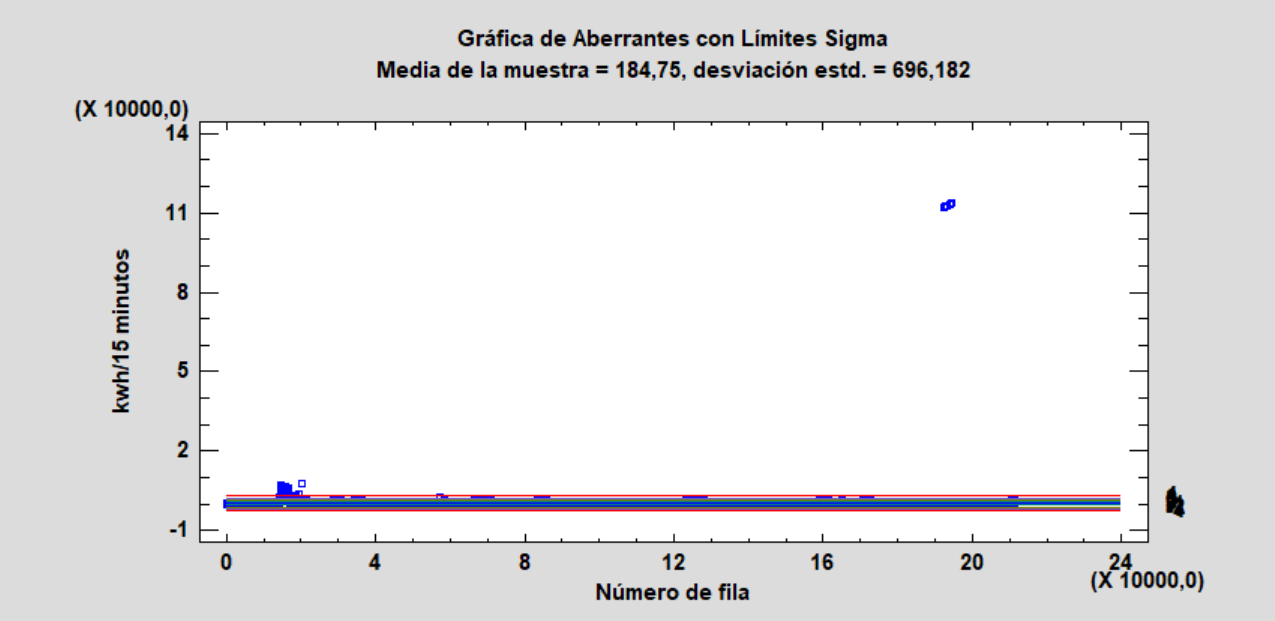 Gráfica de Aberrantes con Límites Sigma
Media de la muestra = 184,75, desviación estd. = 696,182
(X 10000,0)
14
11
8
5
2
-1
kwh/15 minutos
0 4 8 12 16 20 24
(X 10000,0)
Número de fila